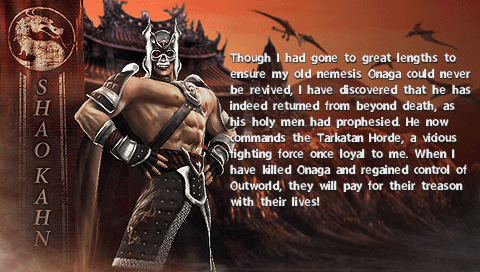 SHAO KAHN
Though I had gone to great lengths to
ensure my old nemesis Onaga could never
be revived, I have discovered that he has
indeed returned from beyond death, as
his holy men had prophesied. He now
commands the Tarkatan Horde, a vicious
fighting force once loyal to me. When I
have killed Onaga and regained control of
Outworld, they will pay for their treason
with their lives!